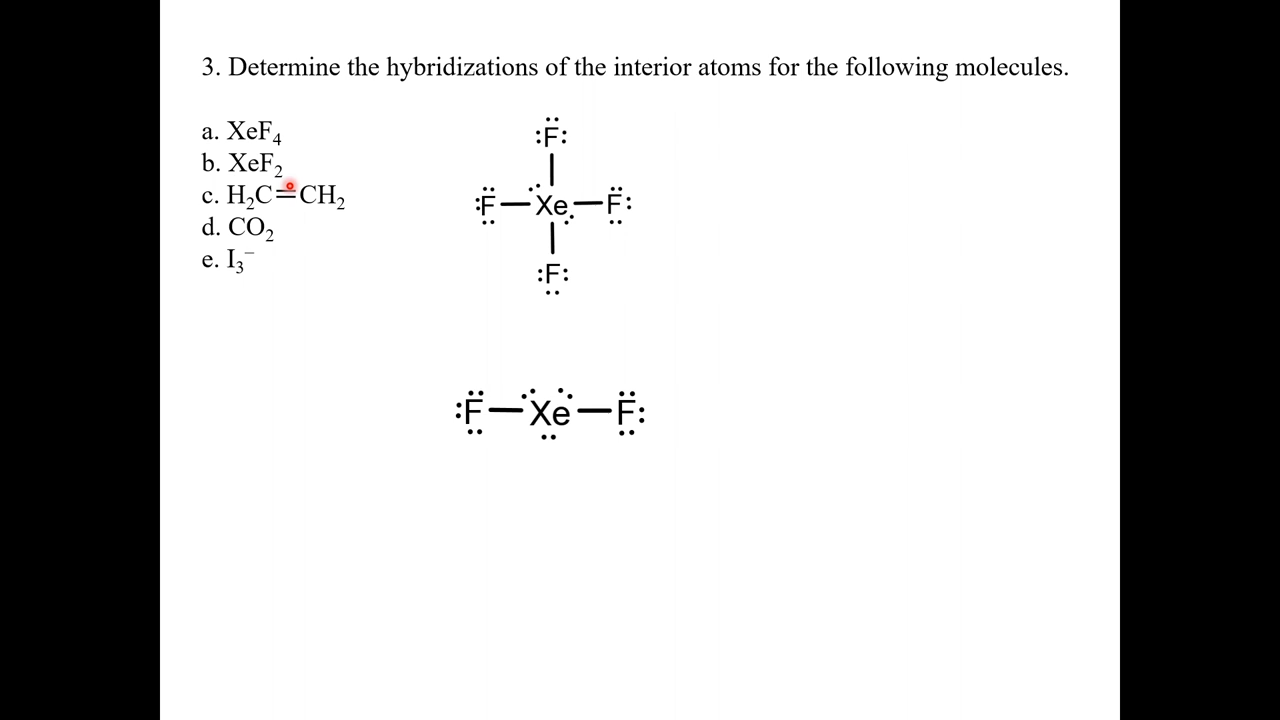 3. Determine the hybridizations of the interior atoms for the following molecules.
a. XeF₄
b. XeF₂
c. H₂C=CH₂
d. CO₂
e. I₃⁻
:F:
:F—Xe—F:
:F:
:F—Xe—F: